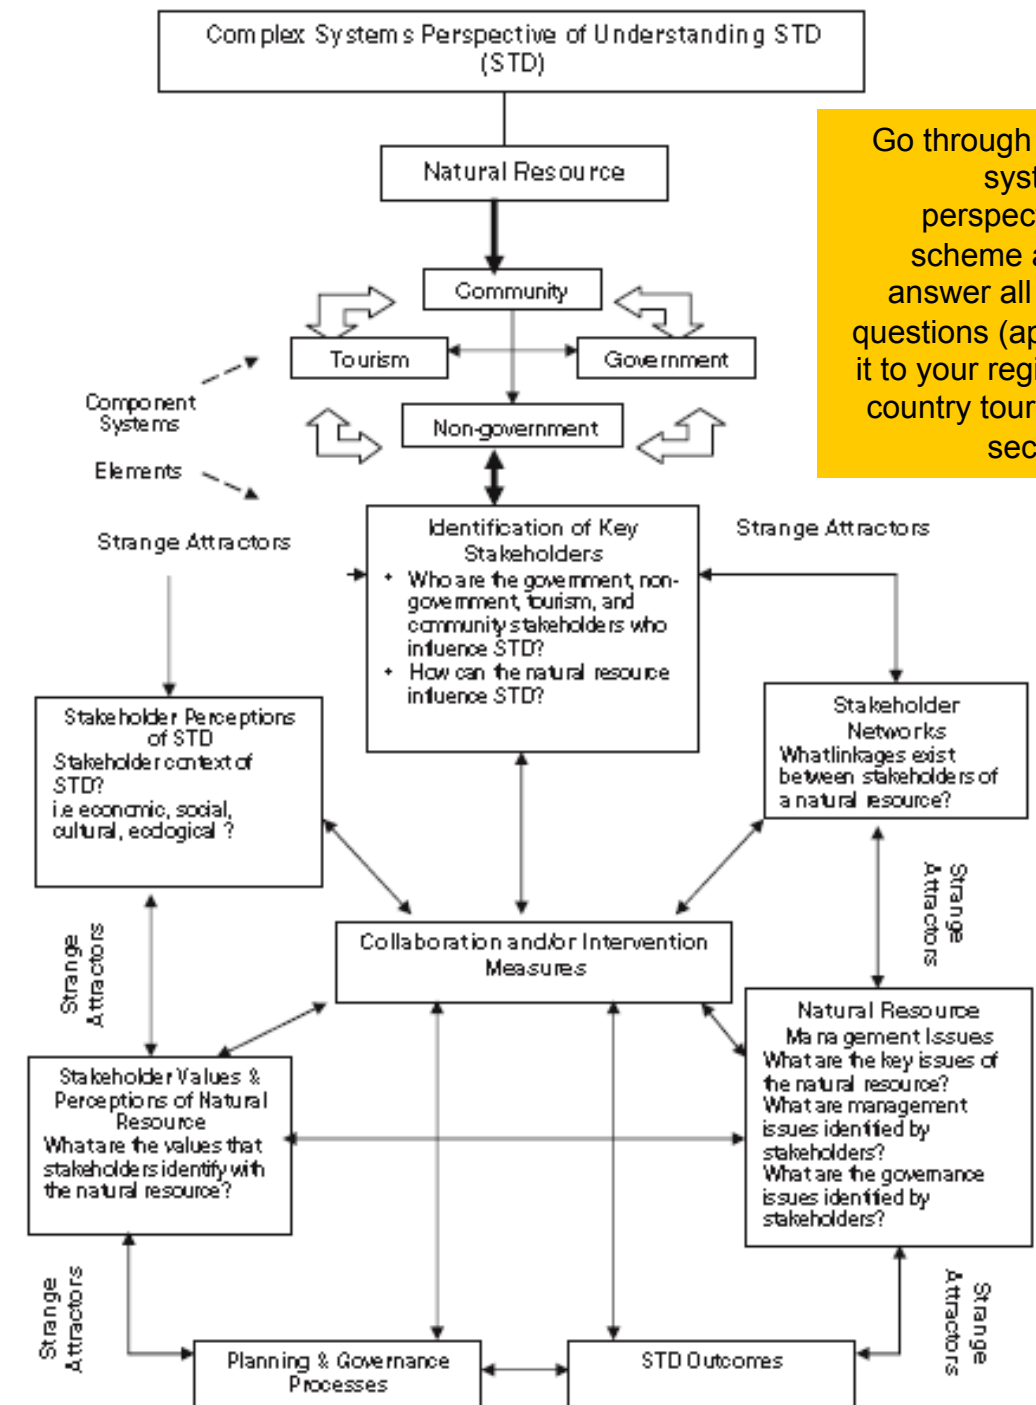 Complex Systems Perspective of Understanding STD
(STD)
Natural Resource
Go through
syst
perspec
scheme a
answer all
questions (ap
it to your regi
country tour
sec
Community
Tourism
Government
Component
Systems
Non-government
Elements
Strange Attractors
Identification of Key
Stakeholders
• Who are the government, non-
government, tourism, and
community stakeholders who
influence STD?
• How can the natural resource
influence STD?
Strange Attractors
Stakeholder Perceptions
of STD
Stakeholder context of
STD?
i.e economic, social,
cultural, ecological ?
Stakeholder
Networks
What linkages exist
between stakeholders of
a natural resource?
Strange
Attractors
Strange
Attractors
Collaboration and/or Intervention
Measures
Stakeholder Values &
Perceptions of Natural
Resource
What are the values that
stakeholders identify with
the natural resource?
Natural Resource
Management Issues
What are the key issues of
the natural resource?
What are management
issues identified by
stakeholders?
What are the governance
issues identified by
stakeholders?
Strange
Attractors
Strange
Attractors
Planning & Governance
Processes
STD Outcomes